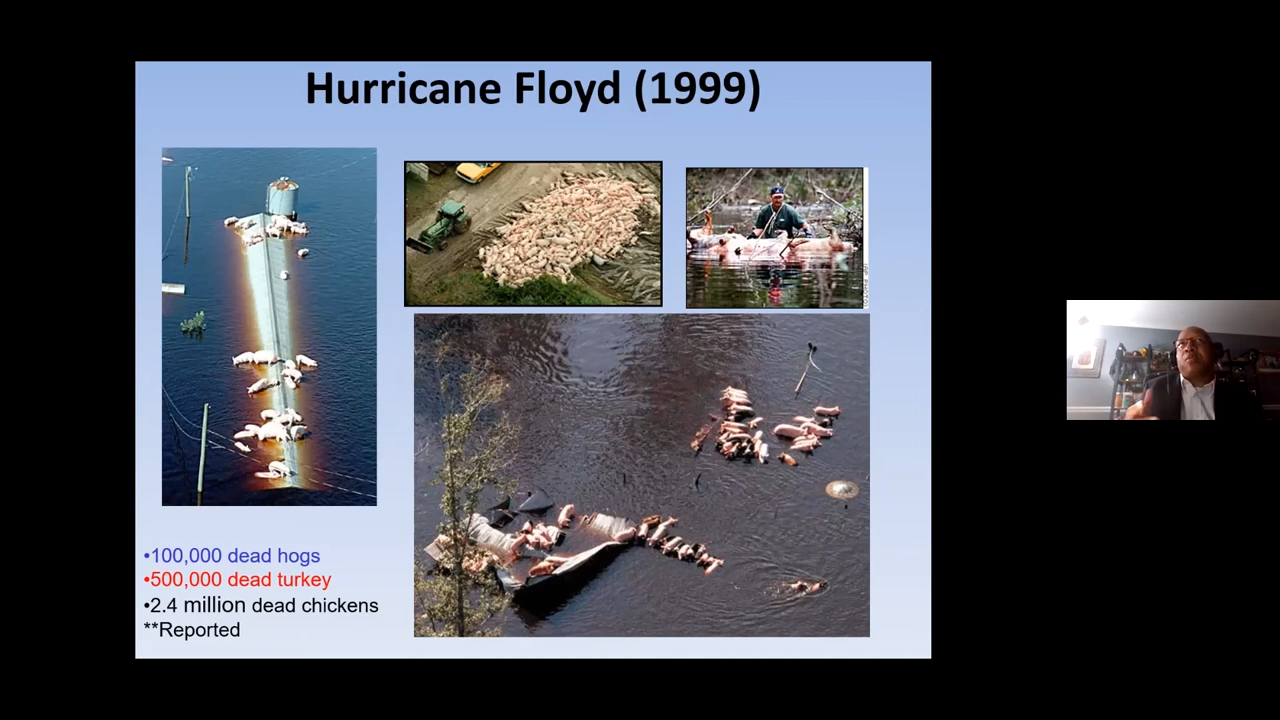 Hurricane Floyd (1999)
•100,000 dead hogs
•500,000 dead turkey
•2.4 million dead chickens
**Reported